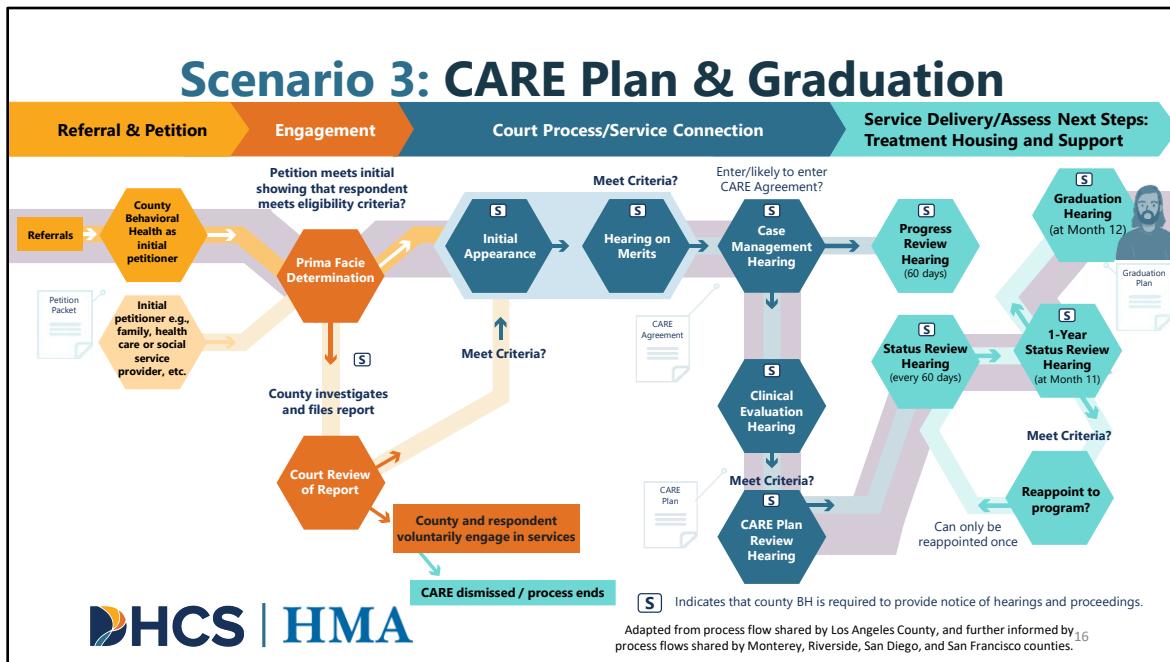 Scenario 3: CARE Plan & Graduation
Referral & Petition
Engagement
Court Process/Service Connection
Service Delivery/Assess Next Steps:
Treatment Housing and Support
Referrals
County
Behavioral
Health as
initial
petitioner
Petition
Packet
Initial
petitioner e.g.,
family, health
care or social
service
provider, etc.
Petition meets initial
showing that respondent
meets eligibility criteria?
Prima Facie
Determination
S
County investigates
and files report
Court Review
of Report
County and respondent
voluntarily engage in services
CARE dismissed / process ends
Meet Criteria?
S
Initial
Appearance
Meet Criteria?
S
Hearing on
Merits
Enter/likely to enter
CARE Agreement?
S
Case
Management
Hearing
CARE
Agreement
S
Clinical
Evaluation
Hearing
Meet Criteria?
CARE
Plan
S
CARE Plan
Review
Hearing
S
Progress
Review
Hearing
(60 days)
S
Status Review
Hearing
(every 60 days)
S
1-Year
Status Review
Hearing
(at Month 11)
S
Graduation
Hearing
(at Month 12)
Graduation
Plan
Meet Criteria?
Reappoint to
program?
Can only be
reappointed once
S Indicates that county BH is required to provide notice of hearings and proceedings.
DHCS | HMA
Adapted from process flow shared by Los Angeles County, and further informed by
process flows shared by Monterey, Riverside, San Diego, and San Francisco counties.
16